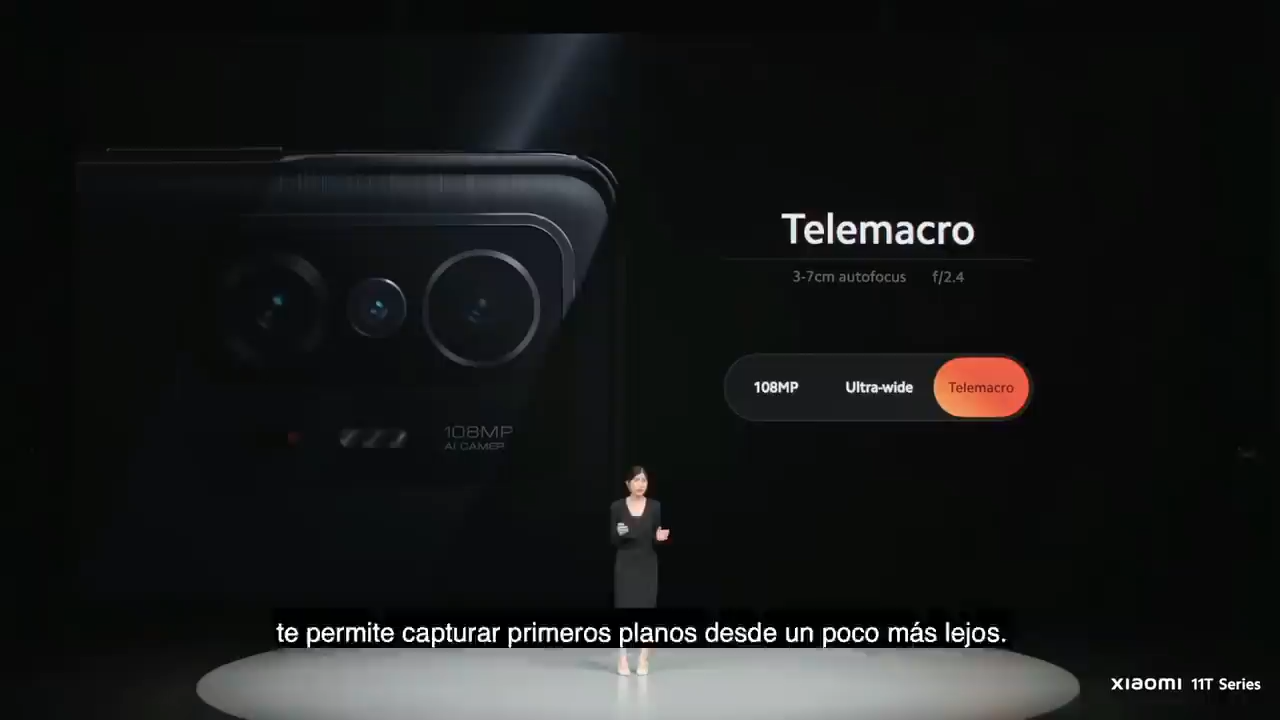 Telemacro
3-7cm autofocus f/2.4
108MP Ultra-wide Telemacro
108MP
AI CAMER
te permite capturar primeros planos desde un poco más lejos.
xiaomi 11T Series